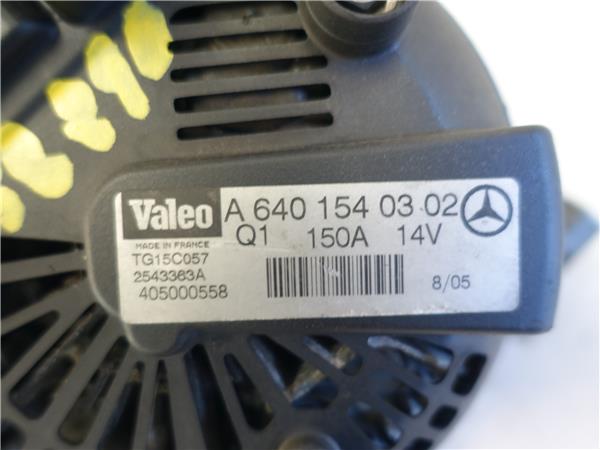 Valeo A 640 154 03 02
MADE IN FRANCE Q1 150A 14V
TG15C057
2543363A
405000558 8/05